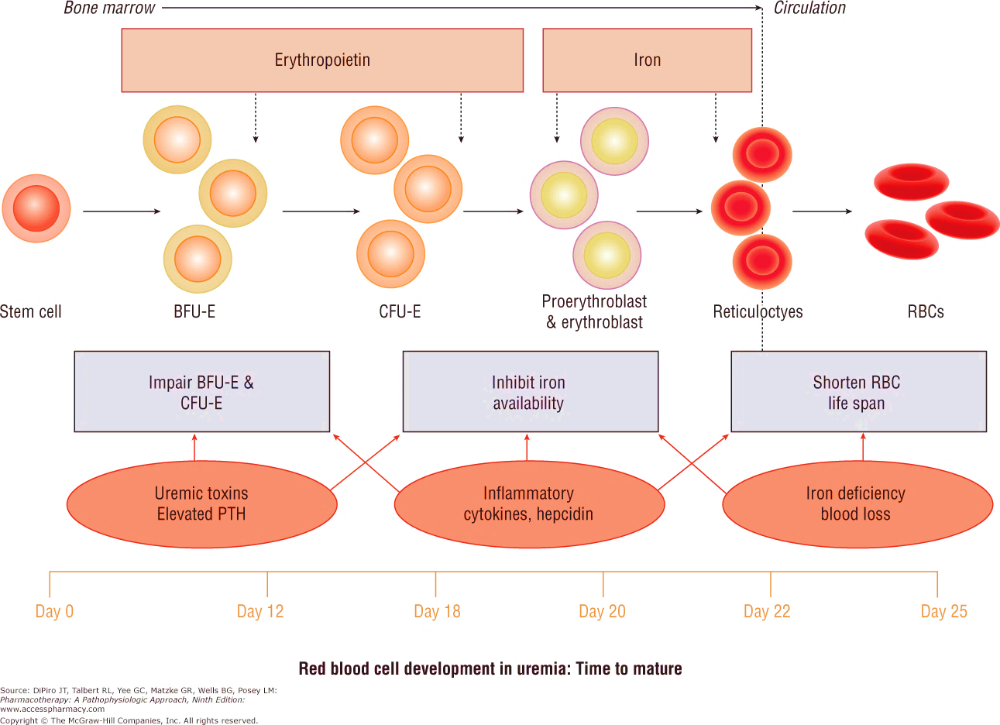 Bone marrow
Circulation
Erythropoietin
Iron
Stem cell
BFU-E
CFU-E
Proerythroblast
& erythroblast
Reticuloctyes
RBCs
Impair BFU-E &
CFU-E
Inhibit iron
availability
Shorten RBC
life span
Uremic toxins
Elevated PTH
Inflammatory
cytokines, hepcidin
Iron deficiency
blood loss
Day 0
Day 12
Day 18
Day 20
Day 22
Day 25
Red blood cell development in uremia: Time to mature
Source: DiPiro JT, Talbert RL, Yee GC, Matzke GR, Wells BG, Posey LM:
Pharmacotherapy: A Pathophysiologic Approach, Ninth Edition:
www.accesspharmacy.com
Copyright © The McGraw-Hill Companies, Inc. All rights reserved.